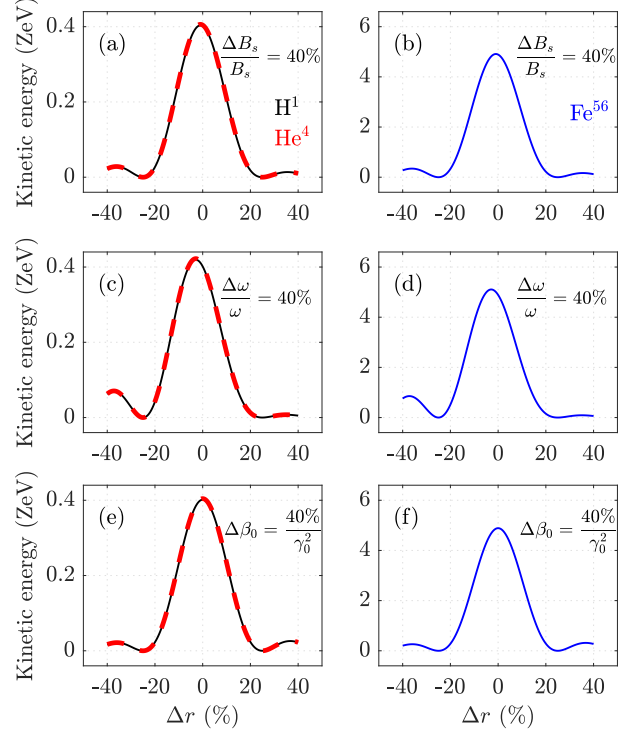 Kinetic energy (ZeV)
0.4
0.2
0
(a)
ΔB_s/B_s = 40%
H^1
He^4
-40 -20 0 20 40
6
4
2
0
(b)
ΔB_s/B_s = 40%
Fe^56
-40 -20 0 20 40
Kinetic energy (ZeV)
0.4
0.2
0
(c)
Δω/ω = 40%
-40 -20 0 20 40
6
4
2
0
(d)
Δω/ω = 40%
-40 -20 0 20 40
Kinetic energy (ZeV)
0.4
0.2
0
(e)
Δβ_0 = 40%/γ_0^2
-40 -20 0 20 40
Δr (%)
6
4
2
0
(f)
Δβ_0 = 40%/γ_0^2
-40 -20 0 20 40
Δr (%)